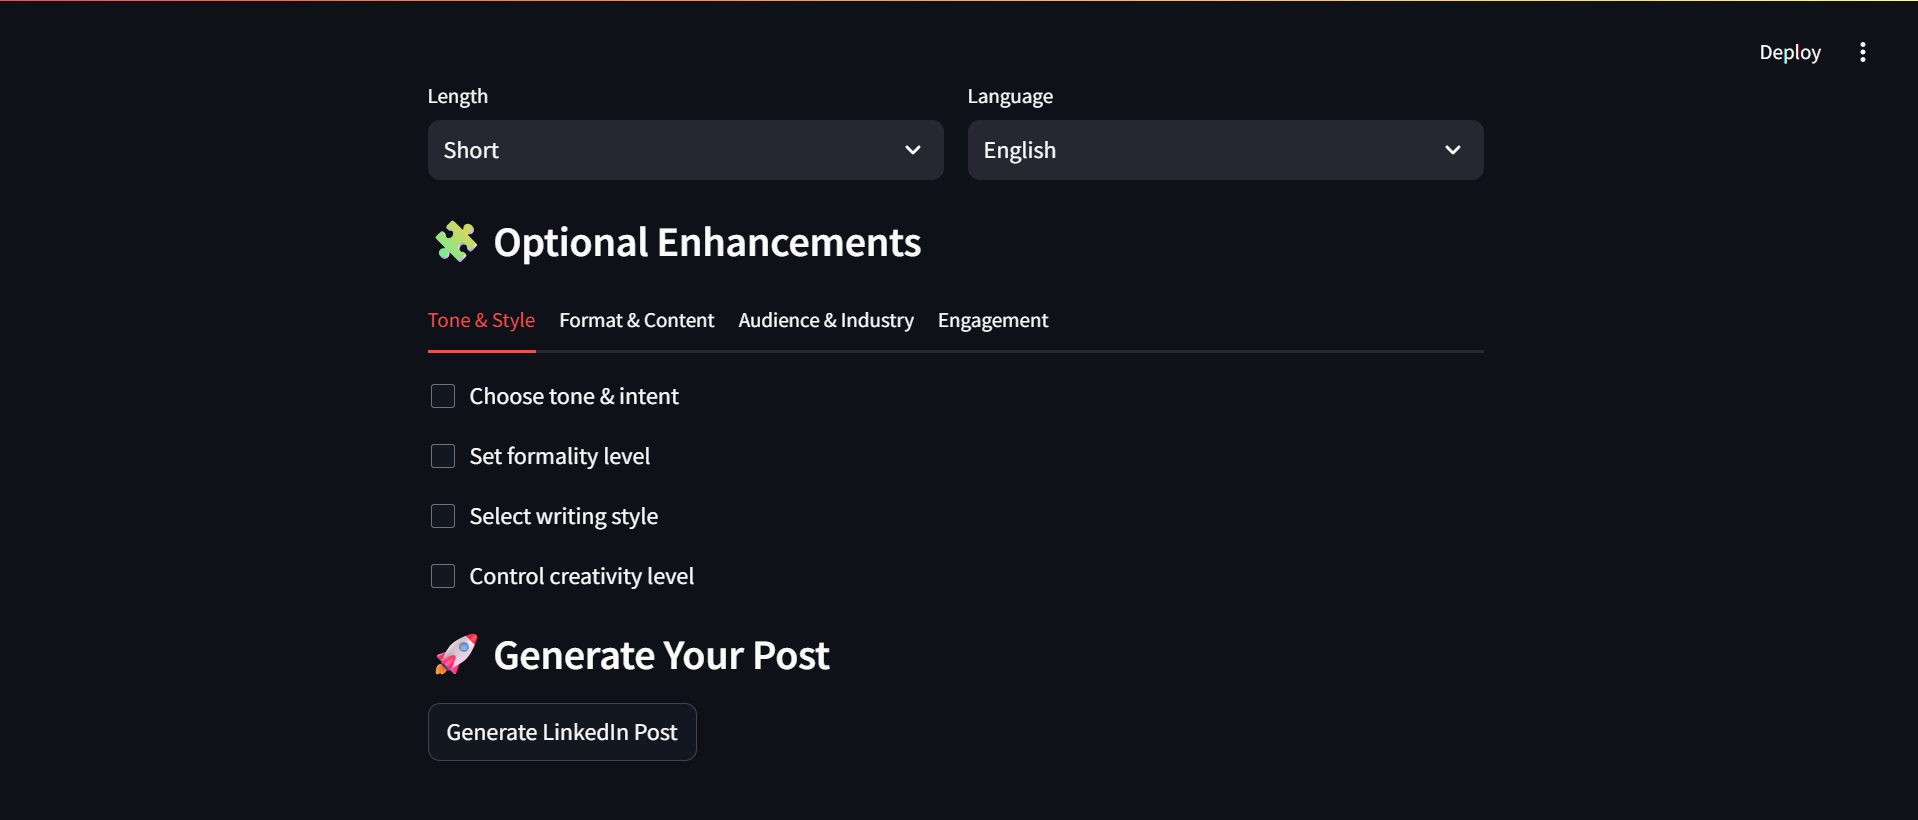 Deploy
Length
Language
Short
English
Optional Enhancements
Tone & Style Format & Content Audience & Industry Engagement
Choose tone & intent
Set formality level
Select writing style
Control creativity level
Generate Your Post
Generate LinkedIn Post